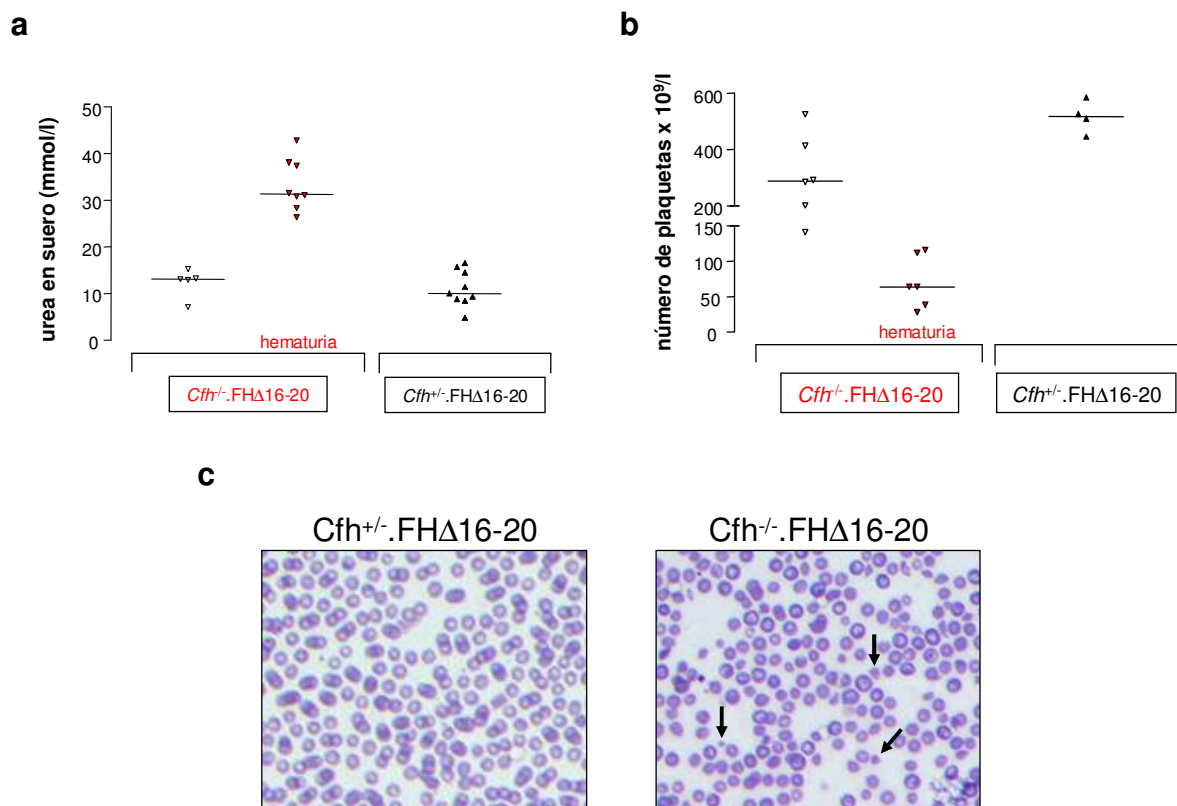 a
b
urea en suero (mmol/l)
50
40
30
20
10
0
hematuria
Cfh-/-.FHΔ16-20
Cfh+/-.FHΔ16-20
número de plaquetas x 10⁹/l
600
400
200
150
100
50
0
hematuria
Cfh-/-.FHΔ16-20
Cfh+/-.FHΔ16-20
c
Cfh+/-.FHΔ16-20
Cfh-/-.FHΔ16-20